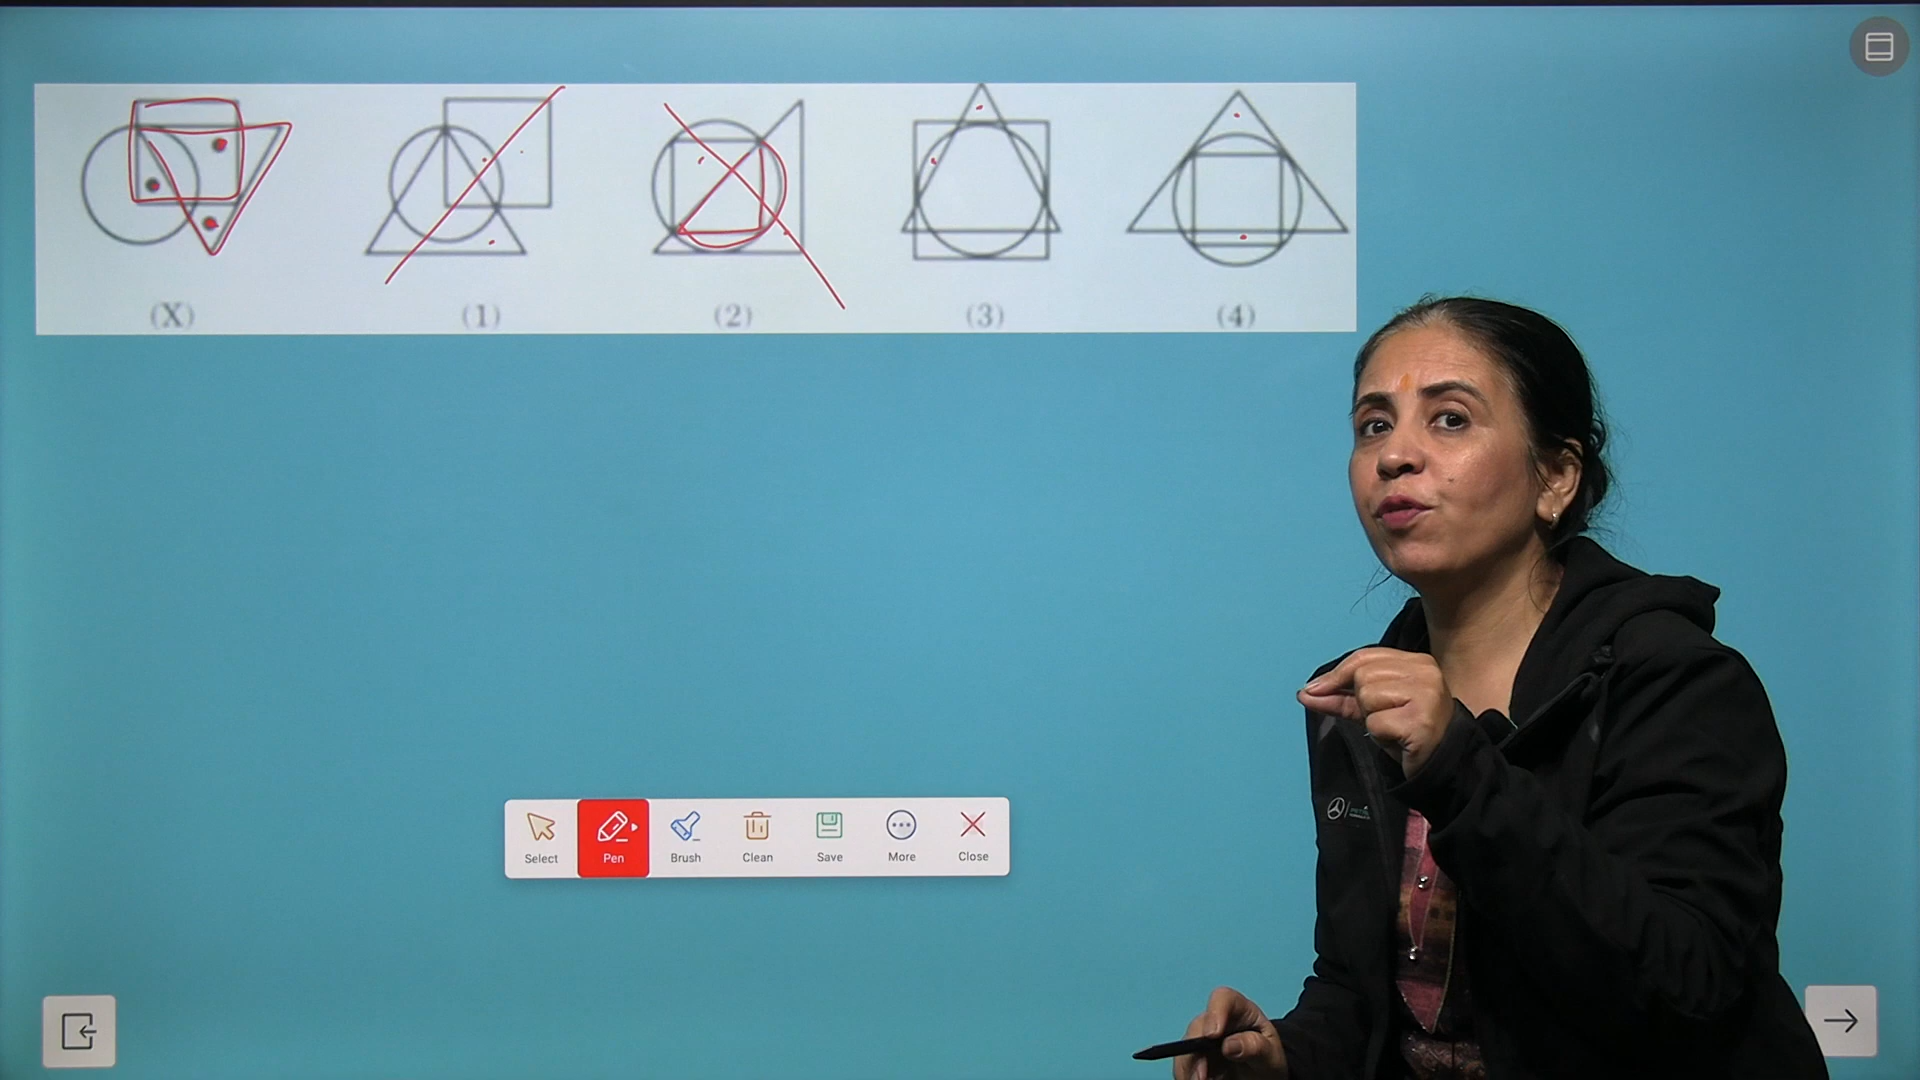 (X) (1) (2) (3) (4)
Select Pen Brush Clean Save More Close